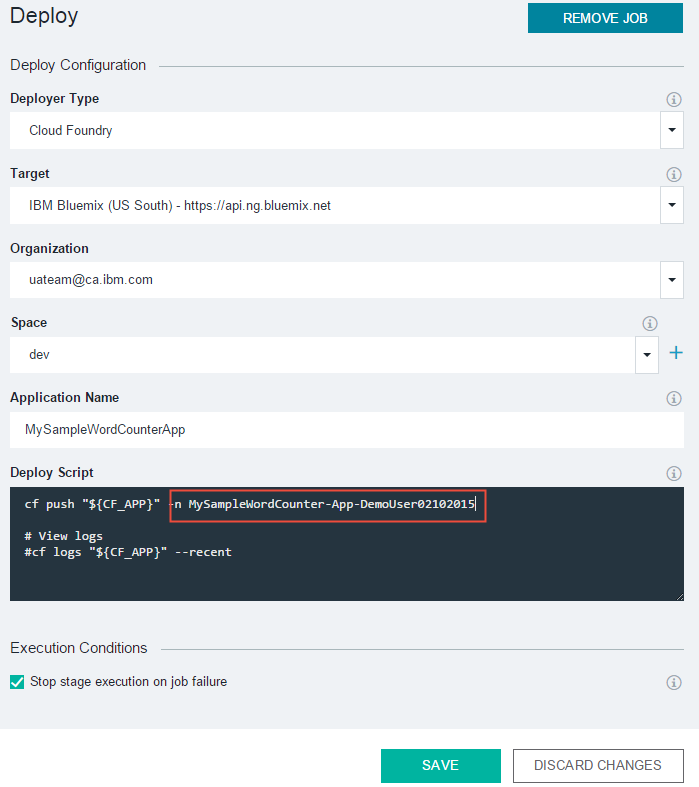 Deploy
REMOVE JOB
Deploy Configuration
Deployer Type
Cloud Foundry
Target
IBM Bluemix (US South) - https://api.ng.bluemix.net
Organization
uateam@ca.ibm.com
Space
dev
Application Name
MySampleWordCounterApp
Deploy Script
cf push "${CF_APP}" -n MySampleWordCounter-App-DemoUser02102015
# View logs
#cf logs "${CF_APP}" --recent
Execution Conditions
Stop stage execution on job failure
SAVE
DISCARD CHANGES